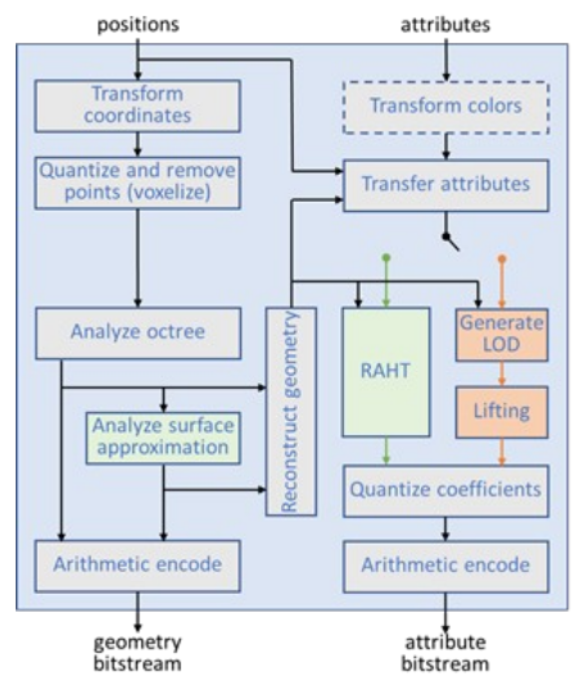 positions
attributes
Transform
coordinates
Transform colors
Quantize and remove
points (voxelize)
Transfer attributes
Analyze octree
Reconstruct geometry
RAHT
Generate
LOD
Lifting
Analyze surface
approximation
Quantize coefficients
Arithmetic encode
Arithmetic encode
geometry
bitstream
attribute
bitstream